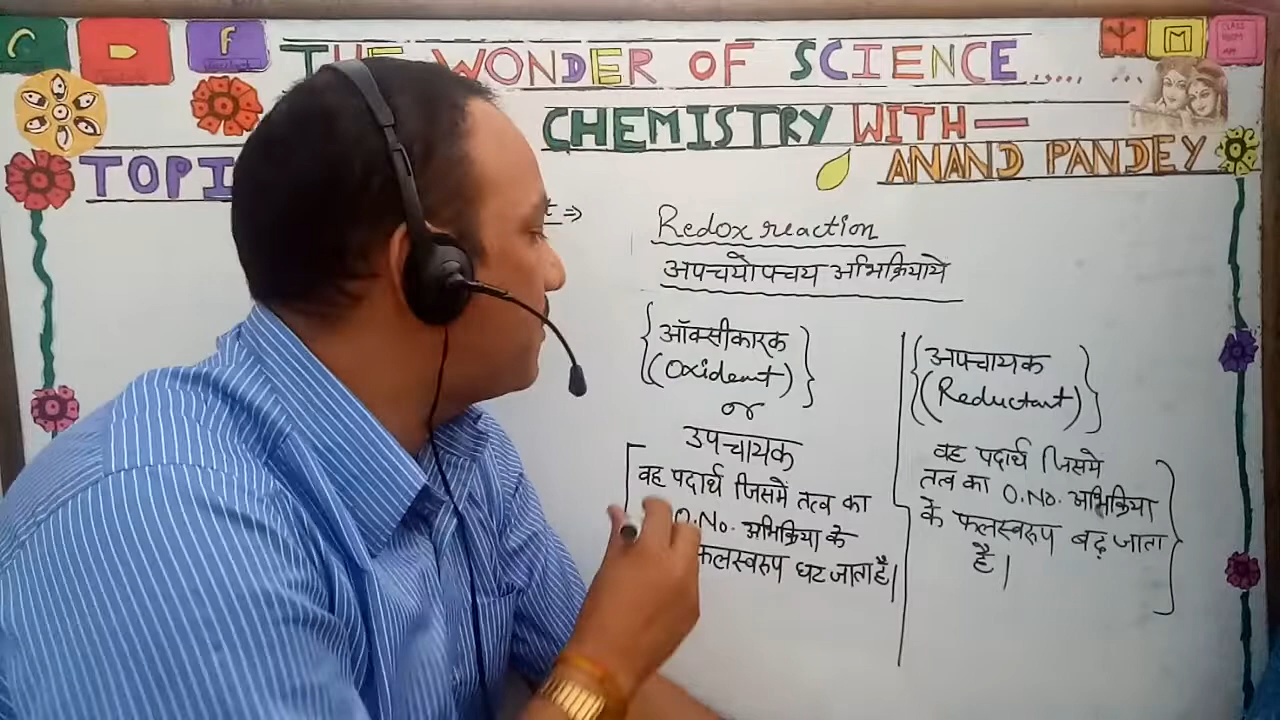 THE WONDER OF SCIENCE.... ...
CHEMISTRY WITH—
ANAND PANDEY
TOPI
t ⇒
Redox reaction
अपचयोपचय अभिक्रियाये
{ऑक्सीकारक
(Oxident)}
or
उपचायक
[वह पदार्थ जिसमें तत्व का
O.No. अभिक्रिया के
फलस्वरुप घट जाता है।
{अपचायक
(Reductant)}
वह पदार्थ जिसमे
तत्व का O.No. अभिक्रिया
के फलस्वरूप बढ़ जाता
है।
f
M
CLASS
ROOM